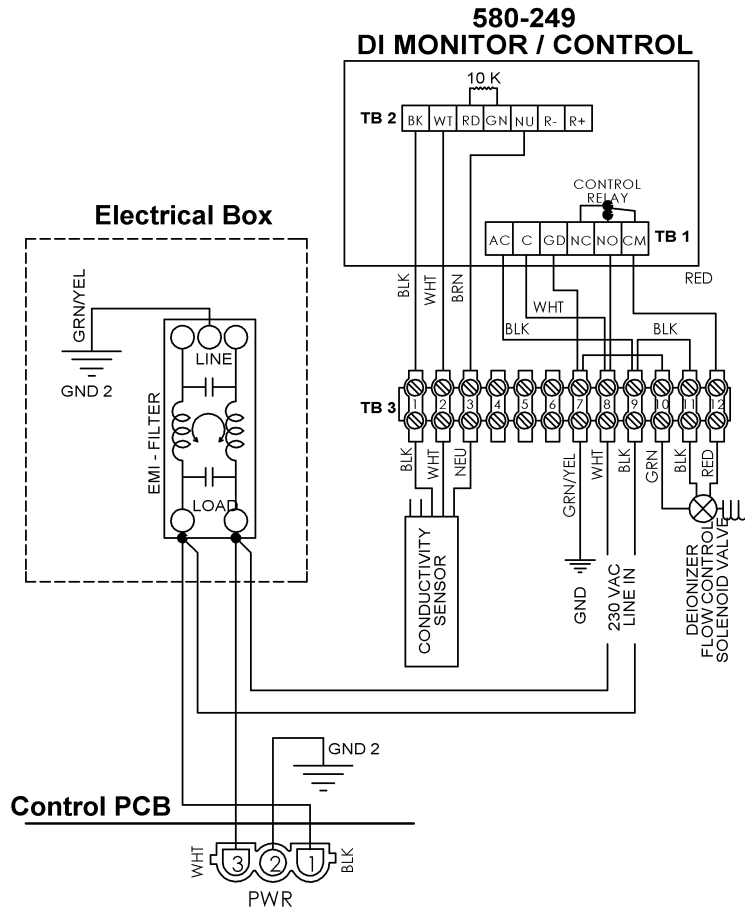 580-249
DI MONITOR / CONTROL
10 K
TB 2
BK WT RD GN NU R- R+
CONTROL
RELAY
AC C GD NC NO CM
TB 1
Electrical Box
BLK
WHT
BRN
RED
GRN/YEL
WHT
BLK
BLK
GND 2
LINE
EMI - FILTER
LOAD
TB 3
1 2 3 4 5 6 7 8 9 10 11 12
BLK
WHT
NEU
GRN/YEL
WHT
BLK
GRN
BLK
RED
CONDUCTIVITY
SENSOR
GND
230 VAC
LINE IN
DEIONIZER
FLOW CONTROL
SOLENOID VALVE
GND 2
Control PCB
WHT
3 2 1
BLK
PWR